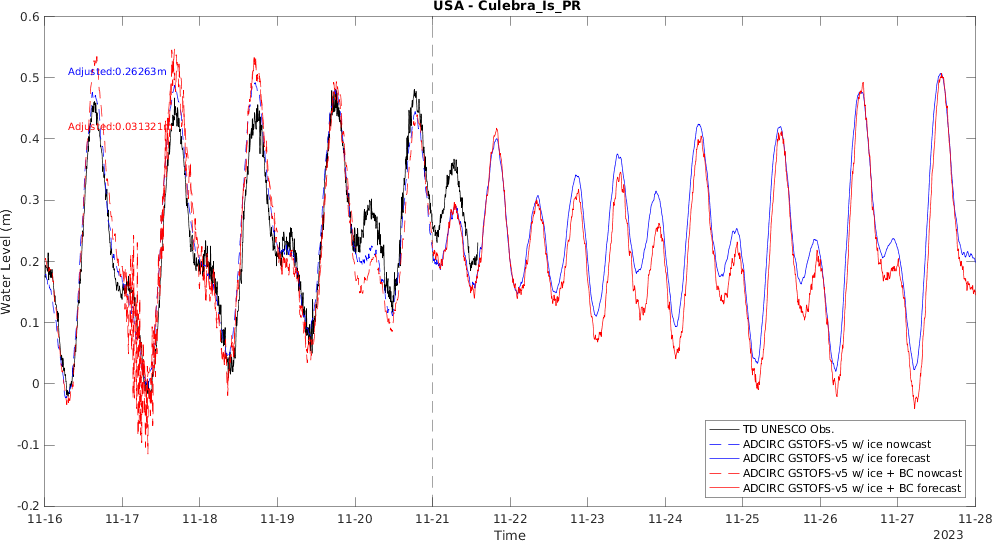 USA - Culebra_Is_PR
Water Level (m)
0.6
0.5
0.4
0.3
0.2
0.1
0
-0.1
-0.2
Adjusted:0.26263m
Adjusted:0.031321
TD UNESCO Obs.
ADCIRC GSTOFS-v5 w/ ice nowcast
ADCIRC GSTOFS-v5 w/ ice forecast
ADCIRC GSTOFS-v5 w/ ice + BC nowcast
ADCIRC GSTOFS-v5 w/ ice + BC forecast
11-16 11-17 11-18 11-19 11-20 11-21 11-22 11-23 11-24 11-25 11-26 11-27 11-28
Time
2023